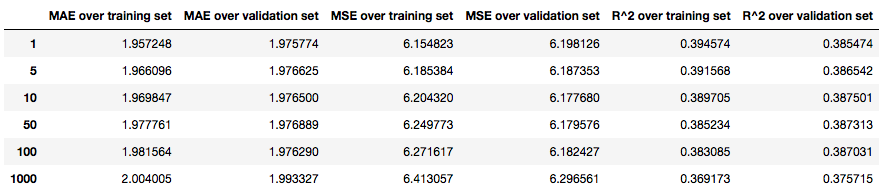 MAE over training set MAE over validation set MSE over training set MSE over validation set R^2 over training set R^2 over validation set
1 1.957248 1.975774 6.154823 6.198126 0.394574 0.385474
5 1.966096 1.976625 6.185384 6.187353 0.391568 0.386542
10 1.969847 1.976500 6.204320 6.177680 0.389705 0.387501
50 1.977761 1.976889 6.249773 6.179576 0.385234 0.387313
100 1.981564 1.976290 6.271617 6.182427 0.383085 0.387031
1000 2.004005 1.993327 6.413057 6.296561 0.369173 0.375715